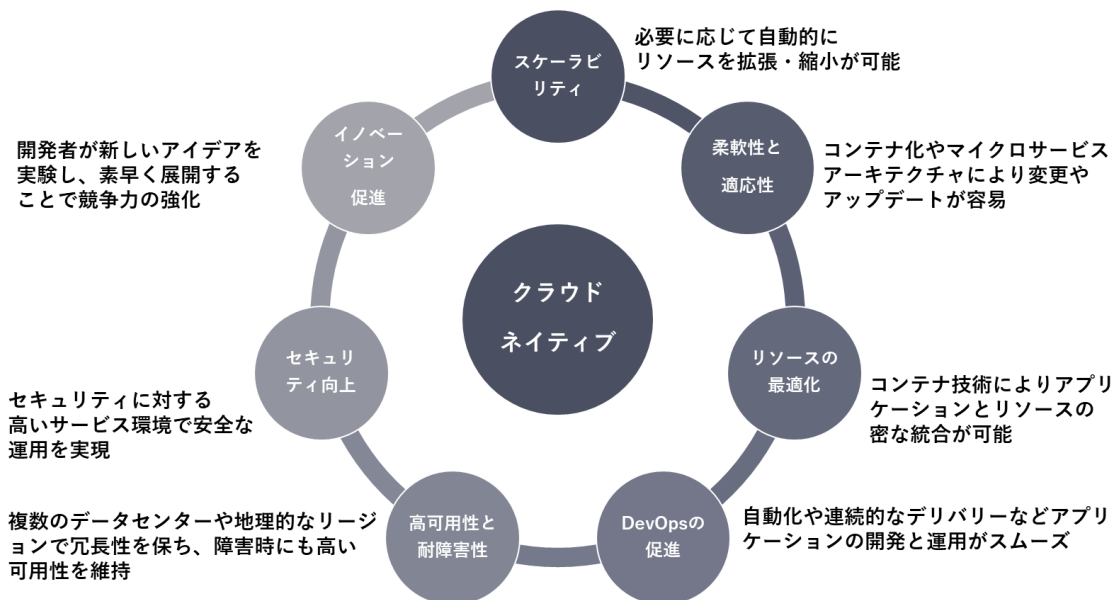 クラウド
ネイティブ
スケーラビ
リティ
必要に応じて自動的に
リソースを拡張・縮小が可能
柔軟性と
適応性
コンテナ化やマイクロサービス
アーキテクチャにより変更や
アップデートが容易
リソースの
最適化
コンテナ技術によりアプリ
ケーションとリソースの
密な統合が可能
DevOpsの
促進
自動化や連続的なデリバリーなどアプリ
ケーションの開発と運用がスムーズ
高可用性と
耐障害性
複数のデータセンターや地理的なリージ
ョンで冗長性を保ち、障害時にも高い
可用性を維持
セキュリ
ティ向上
セキュリティに対する
高いサービス環境で安全な
運用を実現
イノベー
ション
促進
開発者が新しいアイデアを
実験し、素早く展開する
ことで競争力の強化